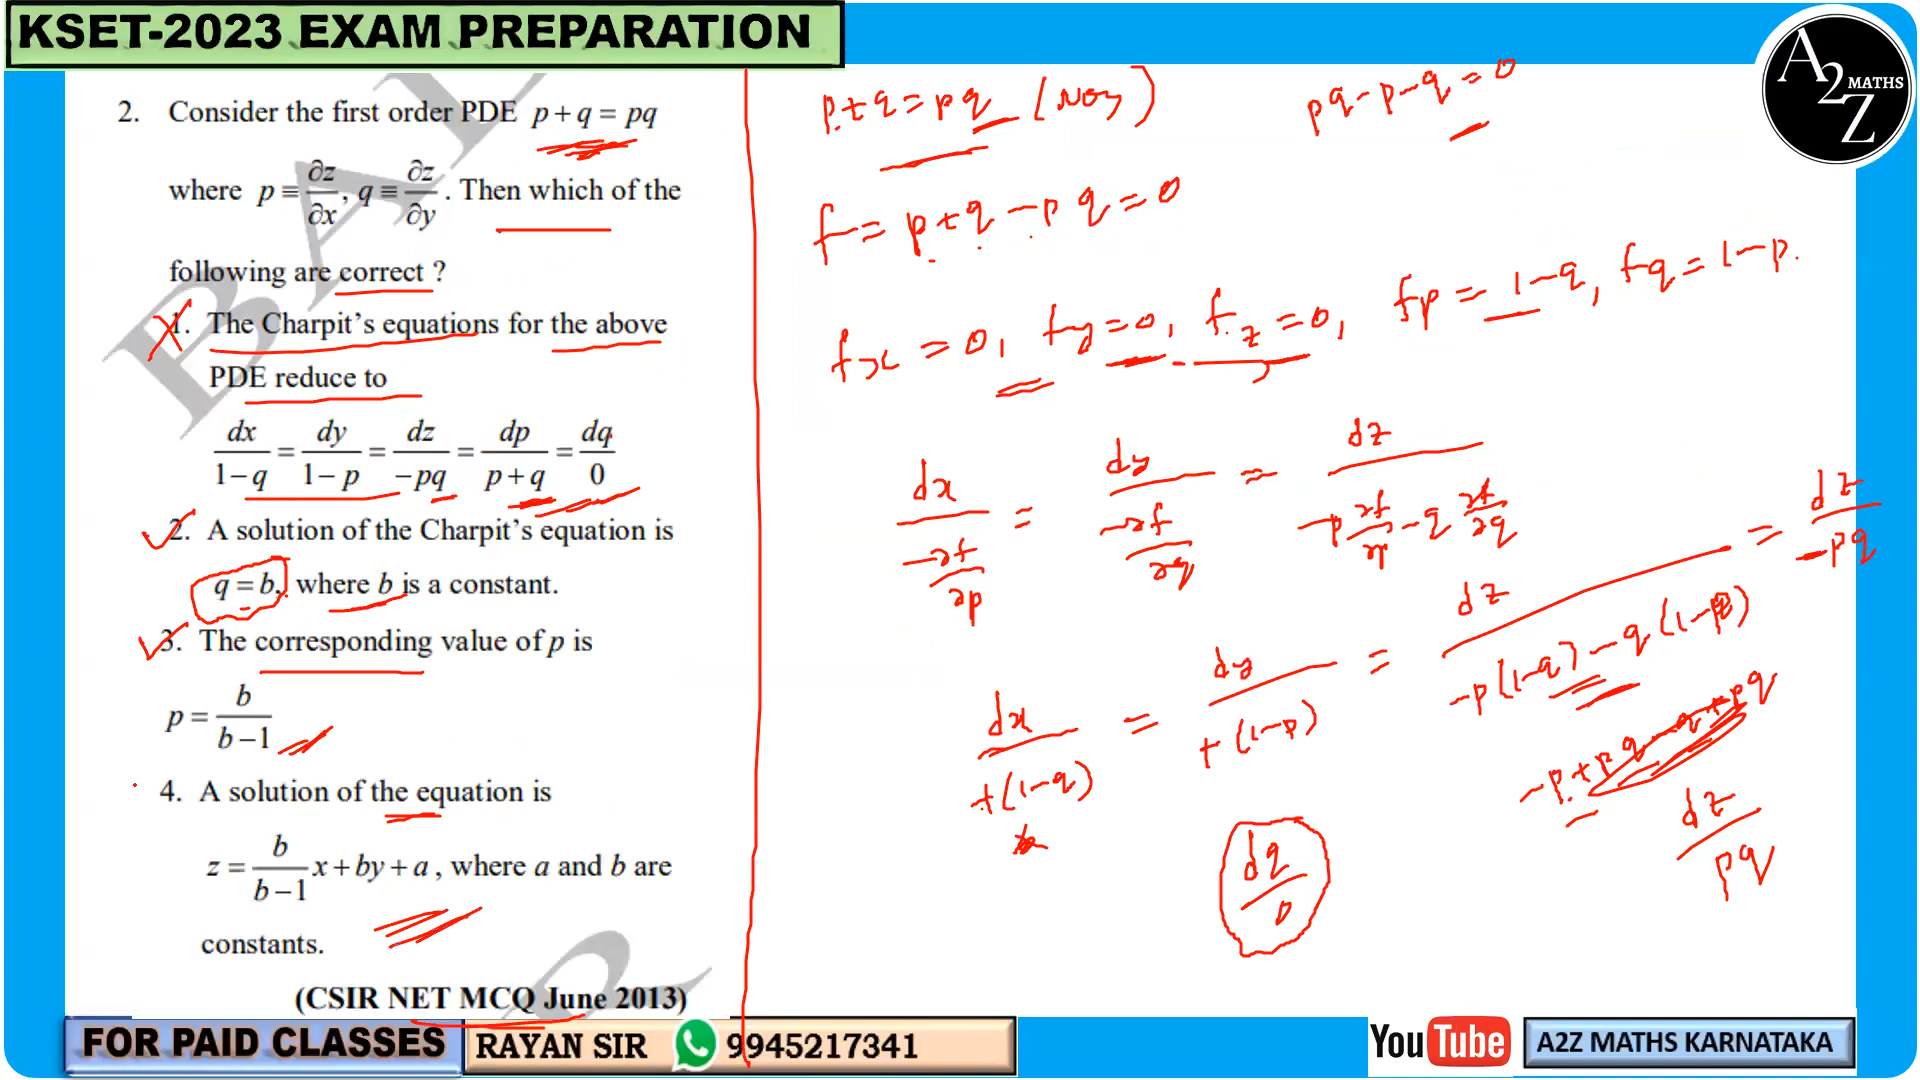 KSET-2023 EXAM PREPARATION
A2Z MATHS
2. Consider the first order PDE p + q = pq
where p ≡ ∂z/∂x, q ≡ ∂z/∂y. Then which of the
following are correct ?
1. The Charpit's equations for the above
PDE reduce to
dx/(1−q) = dy/(1−p) = dz/(−pq) = dp/(p+q) = dq/0
2. A solution of the Charpit's equation is
q = b, where b is a constant.
3. The corresponding value of p is
p = b/(b−1)
4. A solution of the equation is
z = b/(b−1) x + by + a, where a and b are
constants.
(CSIR NET MCQ June 2013)
p+q = pq
pq−p−q=0
f = p+q−pq=0
fx = 0, fy=0, fz=0, fp = 1−q, fq = 1−p.
dx/(−∂f/∂p) = dy/(−∂f/∂q) = dz/(−p ∂f/∂p − q ∂f/∂q)
dx/+(1−q) = dy/+(1−p) = dz/(−p(1−q)−q(1−p)) = dz/−pq
−p+pq−q+pq
dq/0
dz/pq
FOR PAID CLASSES
RAYAN SIR 9945217341
YouTube
A2Z MATHS KARNATAKA